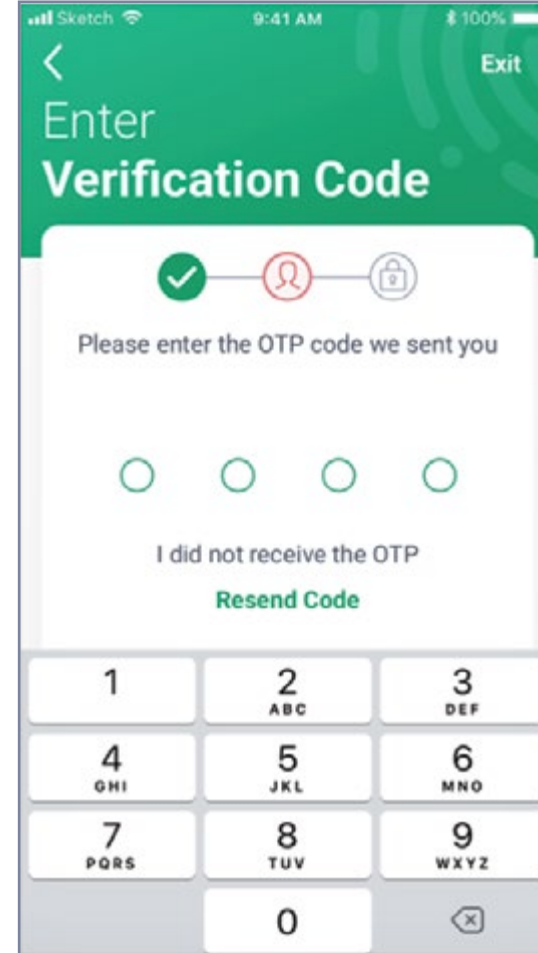 Sketch 9:41 AM 100%
Exit
Enter
Verification Code
Please enter the OTP code we sent you
I did not receive the OTP
Resend Code
1 2 3
ABC DEF
4 5 6
GHI JKL MNO
7 8 9
PQRS TUV WXYZ
0